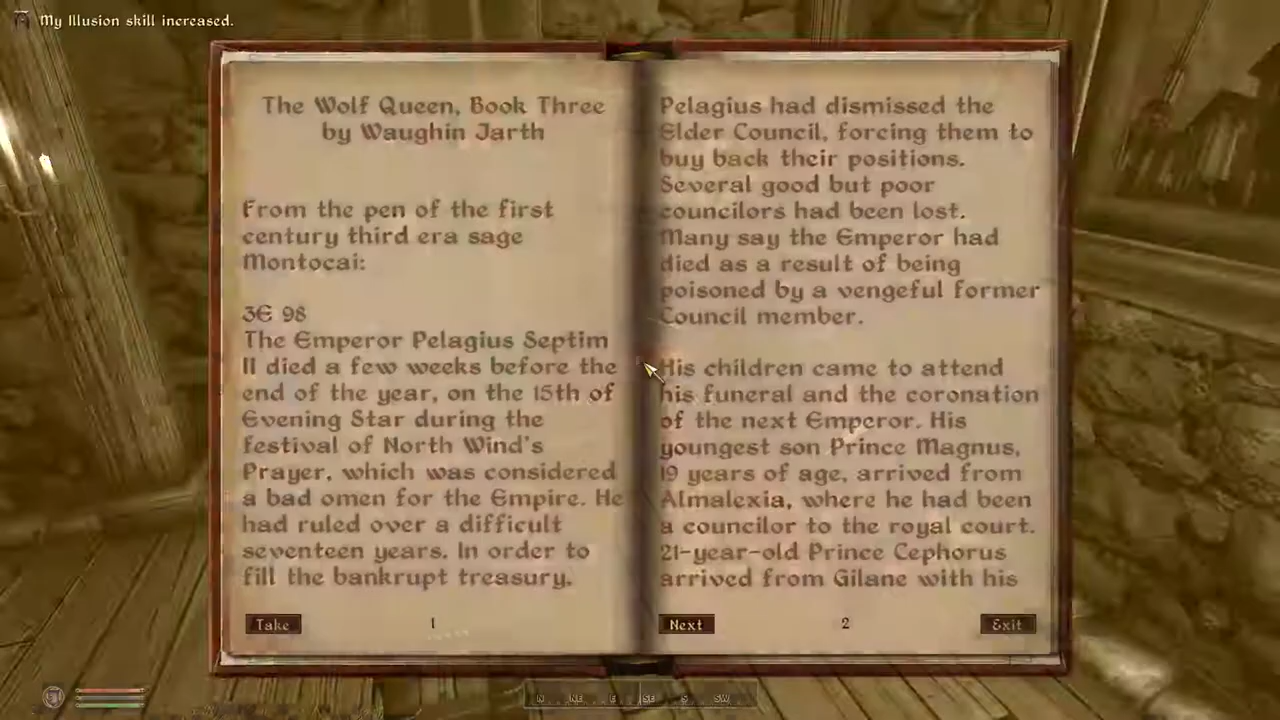 My Illusion skill increased.
The Wolf Queen, Book Three
by Waughin Jarth
From the pen of the first
century third era sage
Montocai:
3E 98
The Emperor Pelagius Septim
II died a few weeks before the
end of the year, on the 15th of
Evening Star during the
festival of North Wind's
Prayer, which was considered
a bad omen for the Empire. He
had ruled over a difficult
seventeen years. In order to
fill the bankrupt treasury,
Take
1
Pelagius had dismissed the
Elder Council, forcing them to
buy back their positions.
Several good but poor
councilors had been lost.
Many say the Emperor had
died as a result of being
poisoned by a vengeful former
Council member.
His children came to attend
his funeral and the coronation
of the next Emperor. His
youngest son Prince Magnus,
19 years of age, arrived from
Almalexia, where he had been
a councilor to the royal court.
21-year-old Prince Cephorus
arrived from Gilane with his
Next
2
Exit
N NE E SE S SW